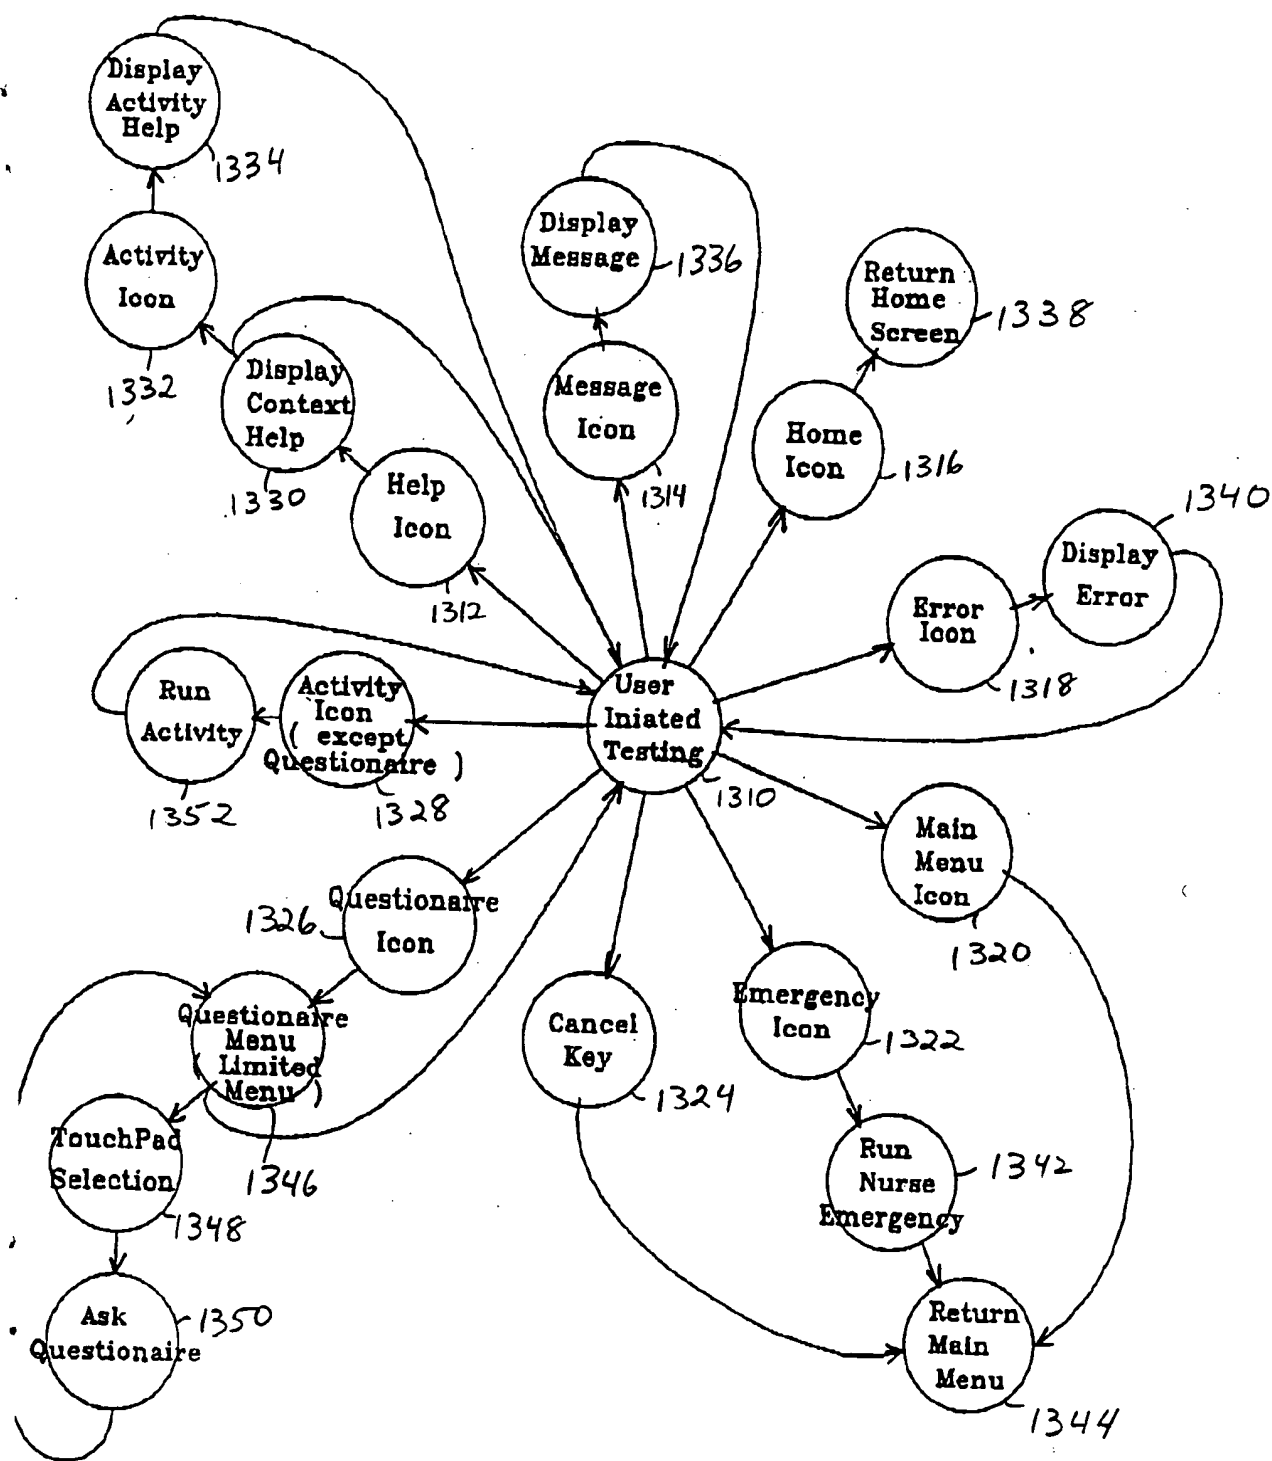 Display
Activity
Help
1334
Activity
Icon
1332
Display
Context
Help
1330
Help
Icon
1312
Display
Message
1336
Message
Icon
1314
Return
Home
Screen
1338
Home
Icon
1316
1340
Display
Error
Error
Icon
1318
Run
Activity
1352
Activity
Icon
( except
Questionaire )
1328
User
Iniated
Testing
1310
Main
Menu
Icon
1320
Questionaire
Icon
1326
Questionaire
Menu
( Limited
Menu )
1346
Cancel
Key
1324
Emergency
Icon
1322
TouchPad
Selection
1348
Run
Nurse
Emergency
1342
Ask
Questionaire
1350
Return
Main
Menu
1344